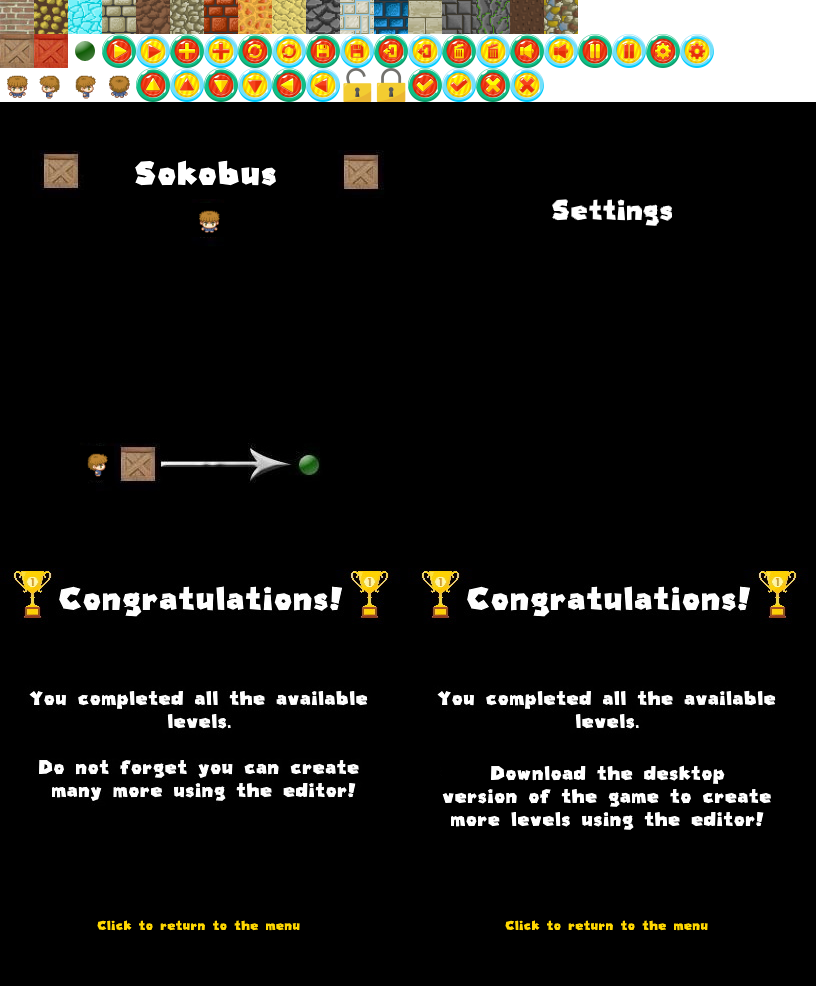 Sokobus
Settings
Congratulations!
You completed all the available
levels.
Do not forget you can create
many more using the editor!
Click to return to the menu
Congratulations!
You completed all the available
levels.
Download the desktop
version of the game to create
more levels using the editor!
Click to return to the menu